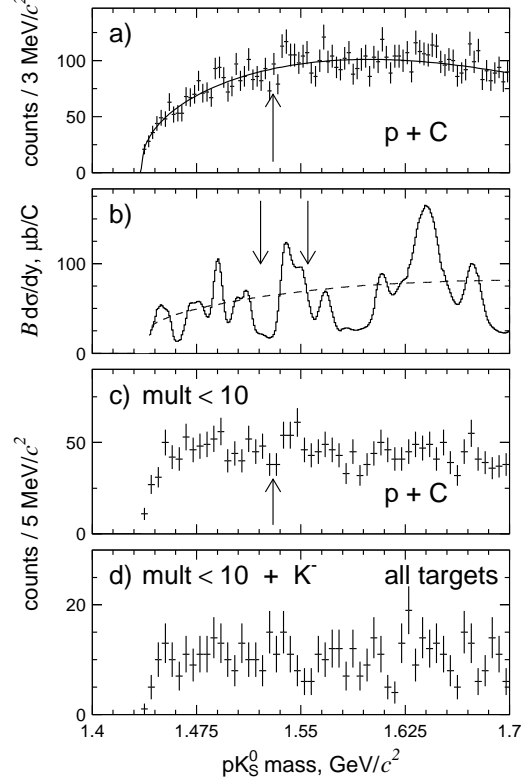 counts / 3 MeV/c²
100
50
0
a)
p + C
B dσ/dy, μb/C
100
50
0
b)
counts / 5 MeV/c²
50
0
c) mult < 10
p + C
20
0
d) mult < 10 + K⁻ all targets
1.4 1.475 1.55 1.625 1.7
pK⁰S mass, GeV/c²